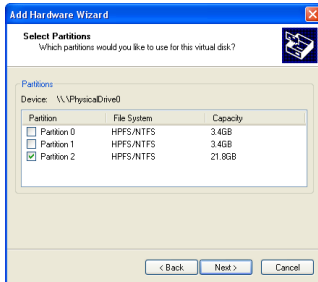 Add Hardware Wizard
Select Partitions
Which partitions would you like to use for this virtual disk?
Partitions
Device: \\.\PhysicalDrive0
Partition File System Capacity
Partition 0 HPFS/NTFS 3.4GB
Partition 1 HPFS/NTFS 3.4GB
Partition 2 HPFS/NTFS 21.8GB
< Back Next > Cancel